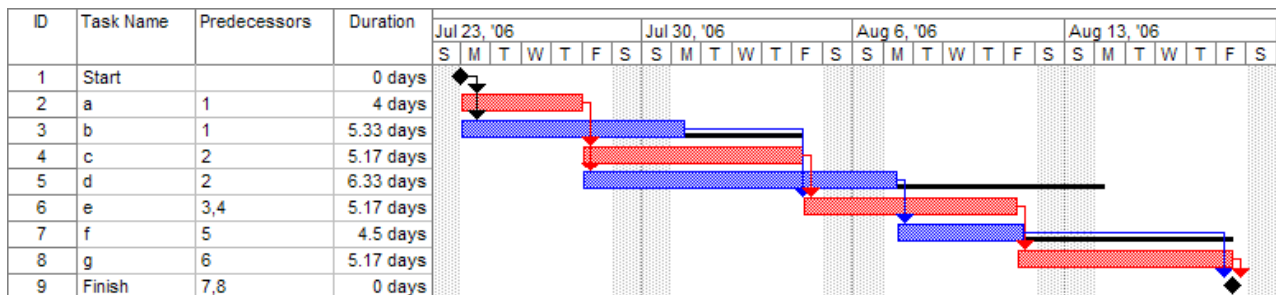 ID Task Name Predecessors Duration Jul 23, '06 Jul 30, '06 Aug 6, '06 Aug 13, '06
S M T W T F S S M T W T F S S M T W T F S S M T W T F S
1 Start 0 days
2 a 1 4 days
3 b 1 5.33 days
4 c 2 5.17 days
5 d 2 6.33 days
6 e 3,4 5.17 days
7 f 5 4.5 days
8 g 6 5.17 days
9 Finish 7,8 0 days